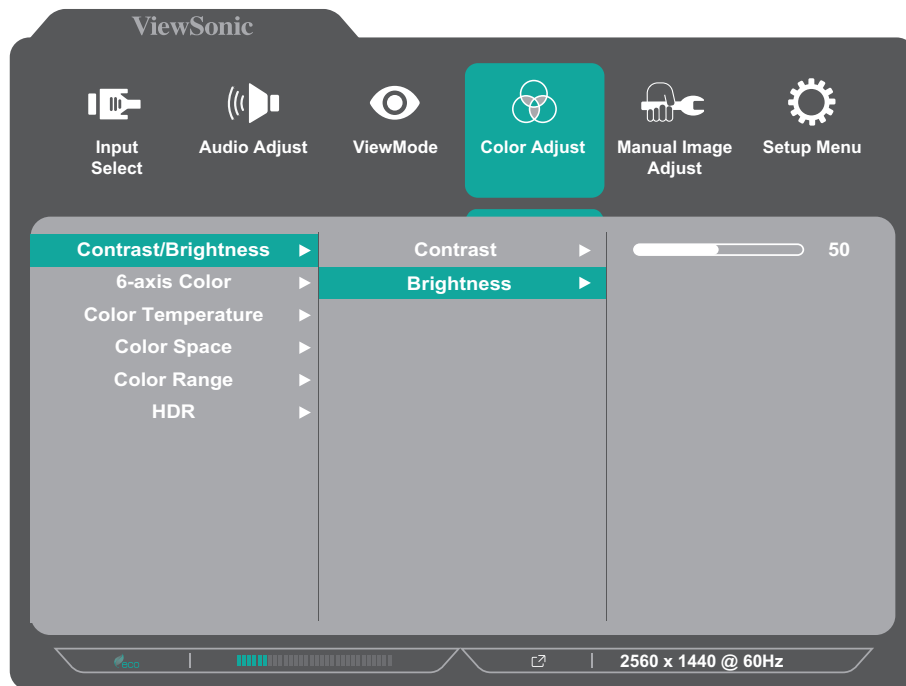 ViewSonic
Input Select
Audio Adjust
ViewMode
Color Adjust
Manual Image Adjust
Setup Menu
Contrast/Brightness
Contrast
50
6-axis Color
Brightness
Color Temperature
Color Space
Color Range
HDR
eco
2560 x 1440 @ 60Hz